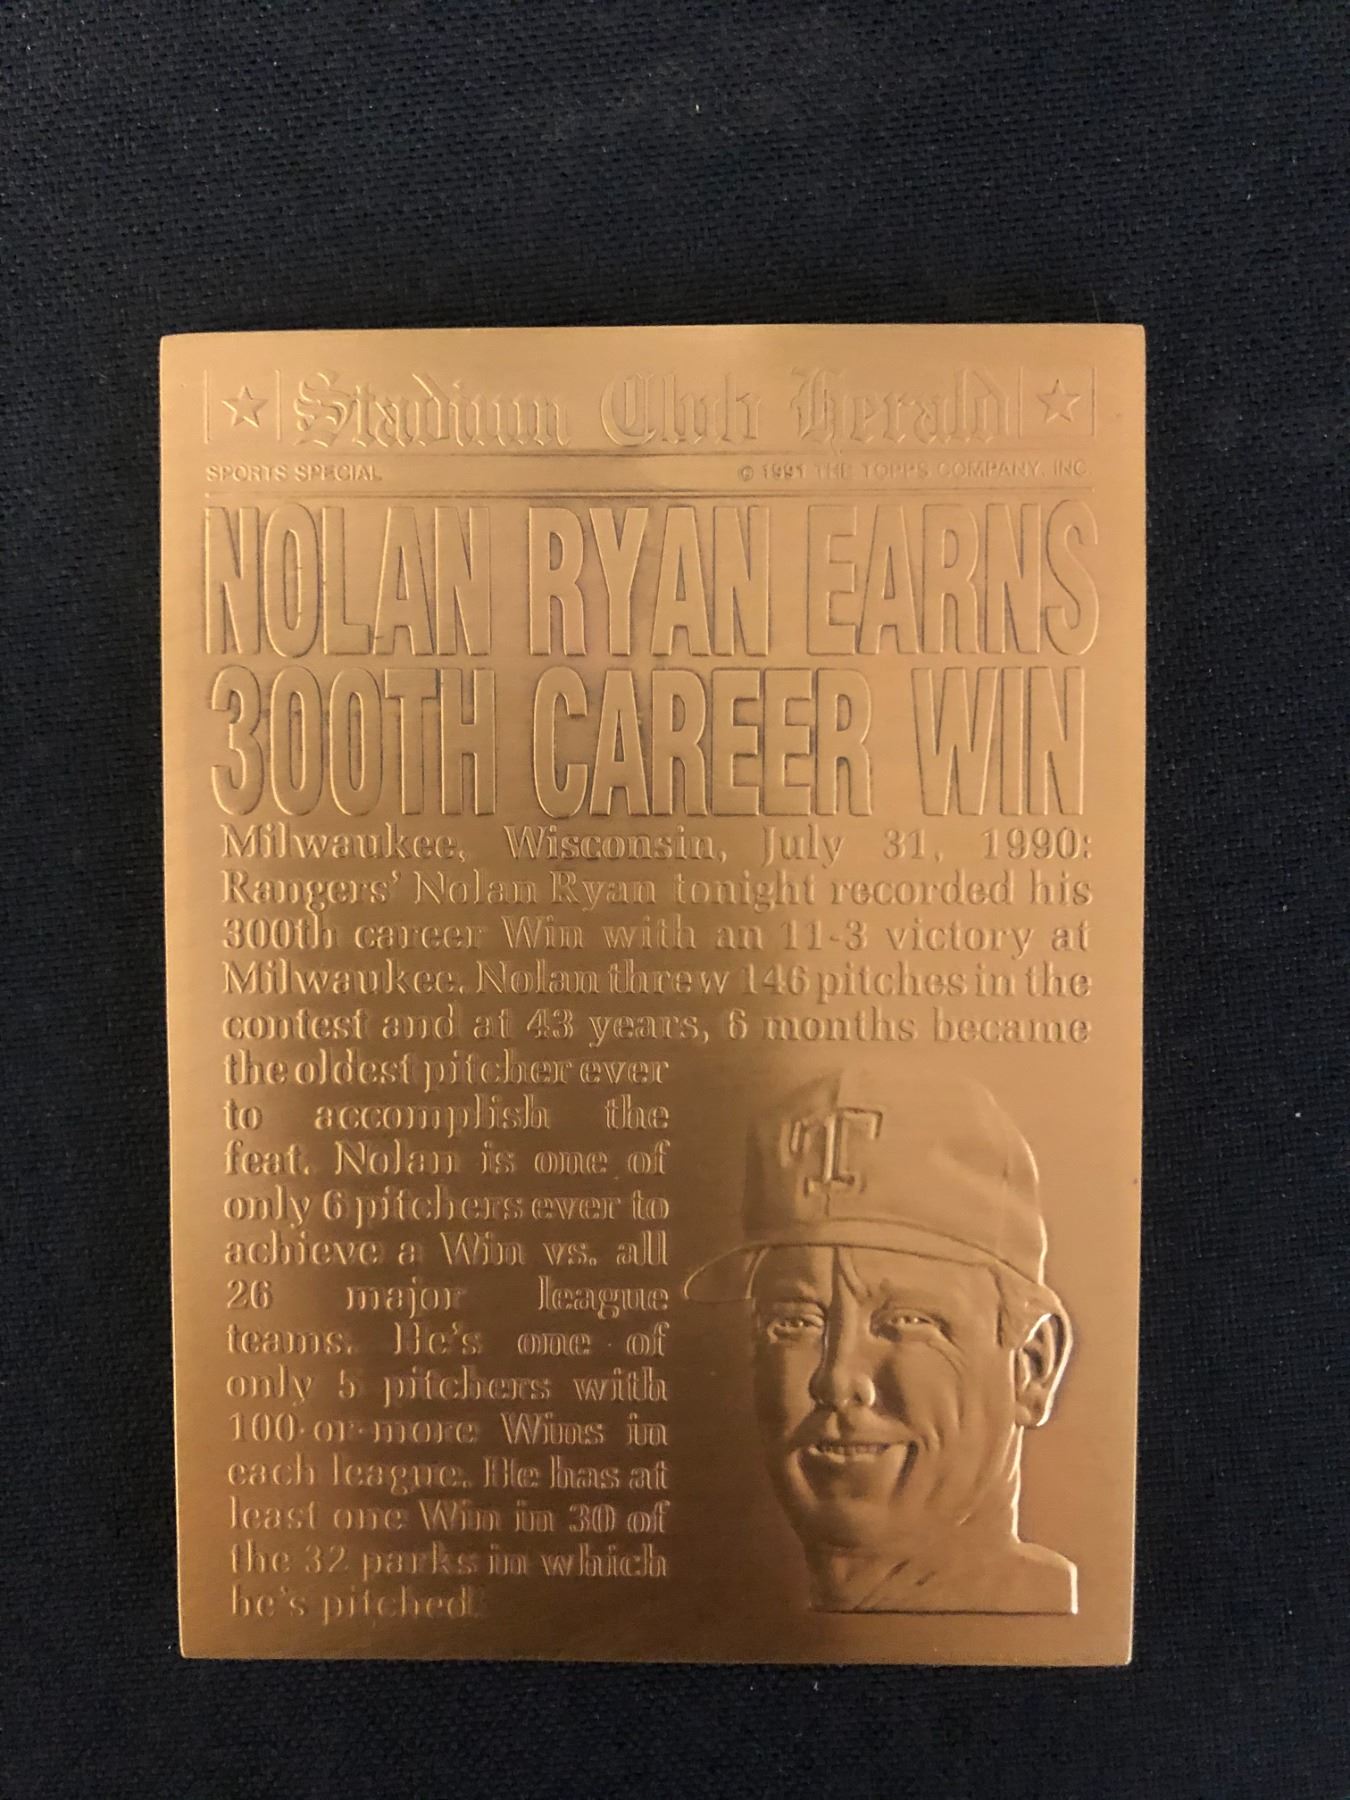 Stadium Club Herald
SPORTS SPECIAL © 1991 THE TOPPS COMPANY, INC.
NOLAN RYAN EARNS
300TH CAREER WIN
Milwaukee, Wisconsin, July 31, 1990:
Rangers' Nolan Ryan tonight recorded his
300th career Win with an 11-3 victory at
Milwaukee. Nolan threw 146 pitches in the
contest and at 43 years, 6 months became
the oldest pitcher ever
to accomplish the
feat. Nolan is one of
only 6 pitchers ever to
achieve a Win vs. all
26 major league
teams. He's one of
only 5 pitchers with
100-or-more Wins in
each league. He has at
least one Win in 30 of
the 32 parks in which
he's pitched!
T